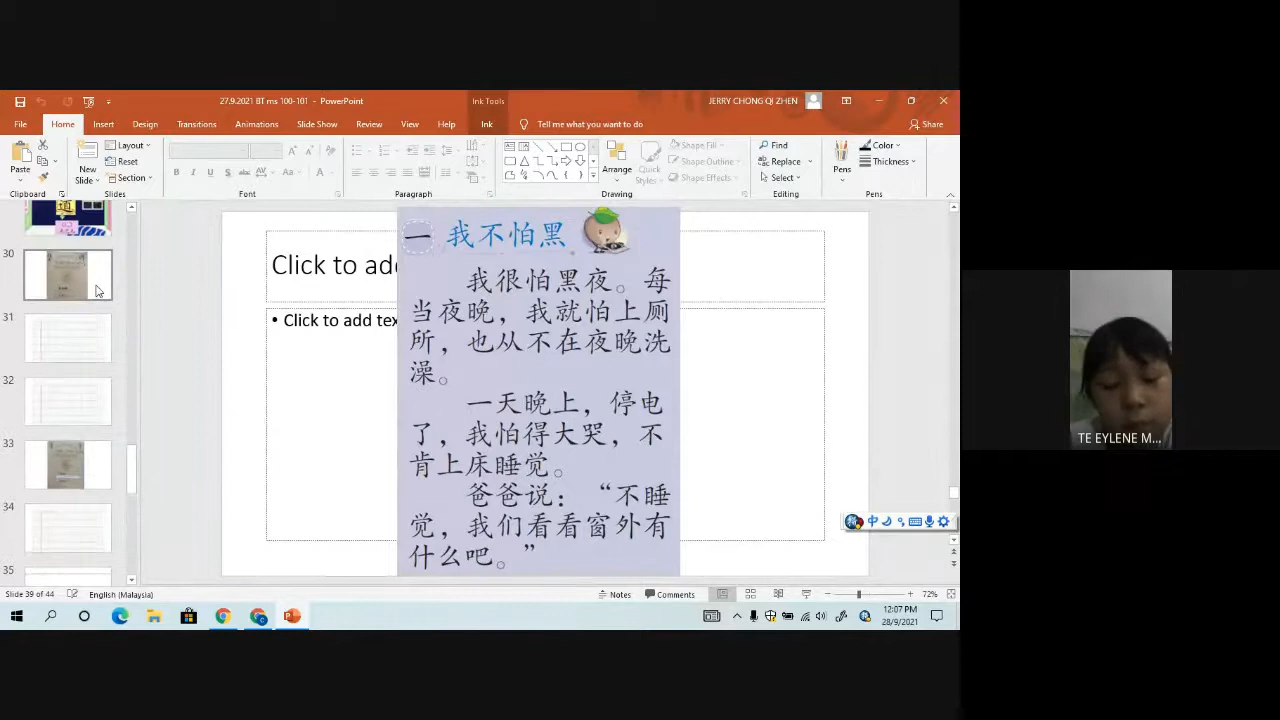 27.9.2021 BT ms 100-101 - PowerPoint
Ink Tools
JERRY CHONG QI ZHEN
File Home Insert Design Transitions Animations Slide Show Review View Help Ink Tell me what you want to do Share
Paste
Clipboard
New Slide
Layout
Reset
Section
Slides
B I U S abc AV Aa A
Font
Paragraph
Arrange
Quick Styles
Shape Fill
Shape Outline
Shape Effects
Drawing
Find
Replace
Select
Editing
Pens
Color
Thickness
Pens
道
30
31
32
33
34
35
Click to add
• Click to add tex
一 我不怕黑
我很怕黑夜。每
当夜晚，我就怕上厕
所，也从不在夜晚洗
澡。
一天晚上，停电
了，我怕得大哭，不
肯上床睡觉。
爸爸说：“不睡
觉，我们看看窗外有
什么吧。”
中
TE EYLENE M...
Slide 39 of 44 English (Malaysia) Notes Comments 72%
12:07 PM
28/9/2021